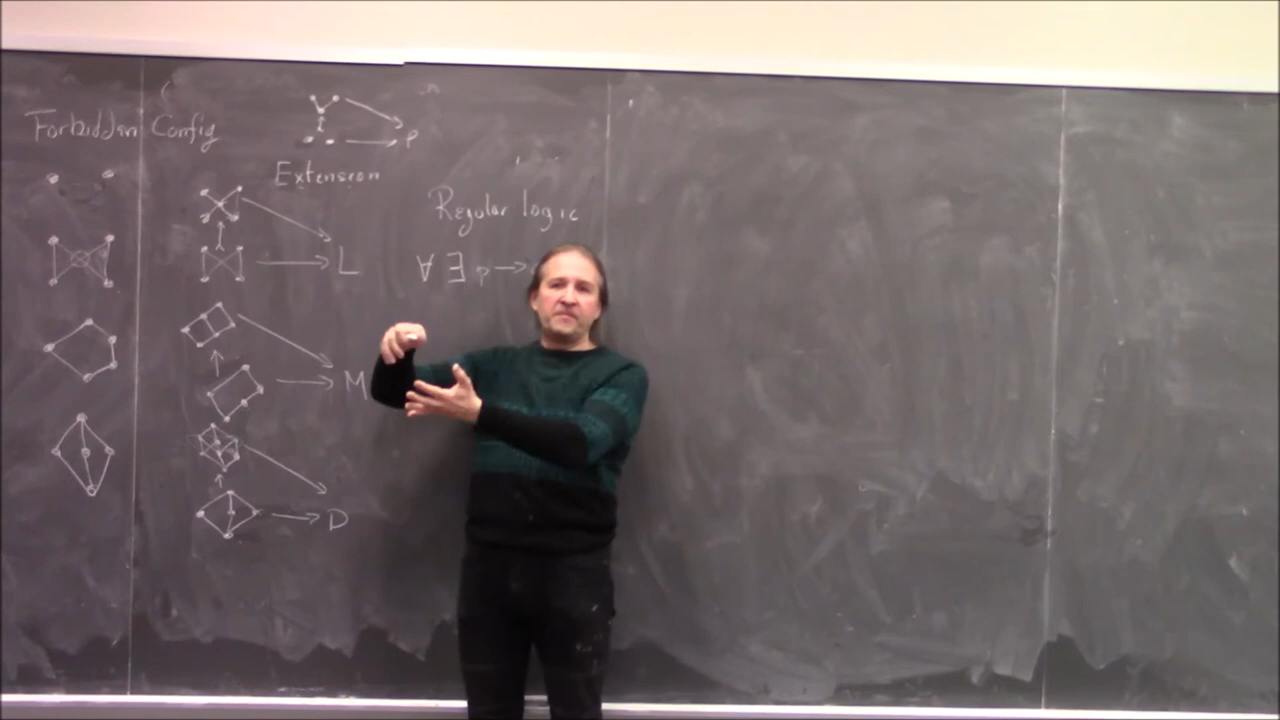 Forbidden Config
P
Extension
Regular logic
L
∀ ∃ φ →
M
D